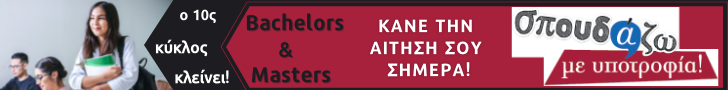 ο 10ς
κύκλος
κλείνει!
Bachelors
&
Masters
ΚΑΝΕ ΤΗΝ
ΑΙΤΗΣΗ ΣΟΥ
ΣΗΜΕΡΑ!
σπουδάζω
με υποτροφία!